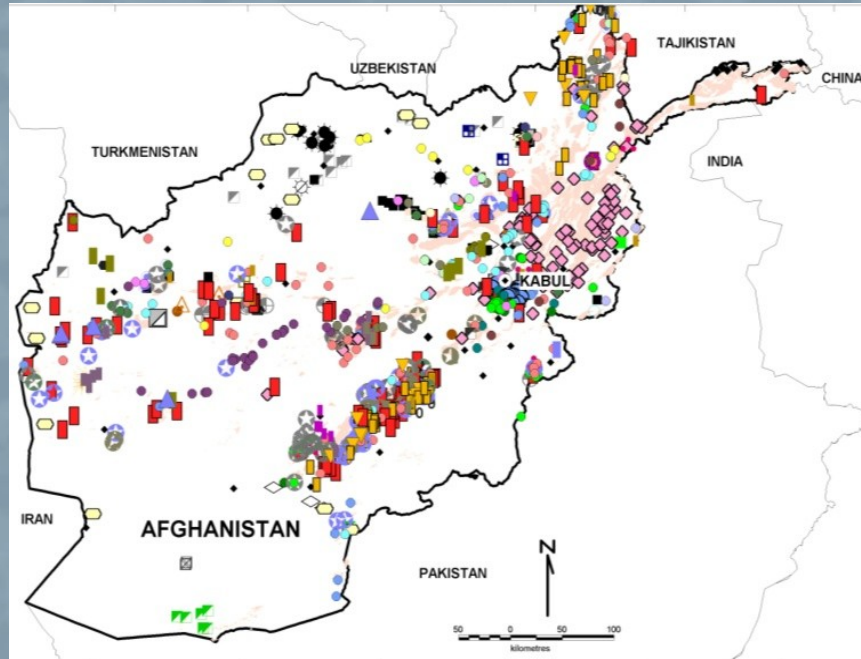 TAJIKISTAN
UZBEKISTAN
CHINA
TURKMENISTAN
INDIA
KABUL
IRAN
AFGHANISTAN
N
PAKISTAN
50 0 50 100
kilometres